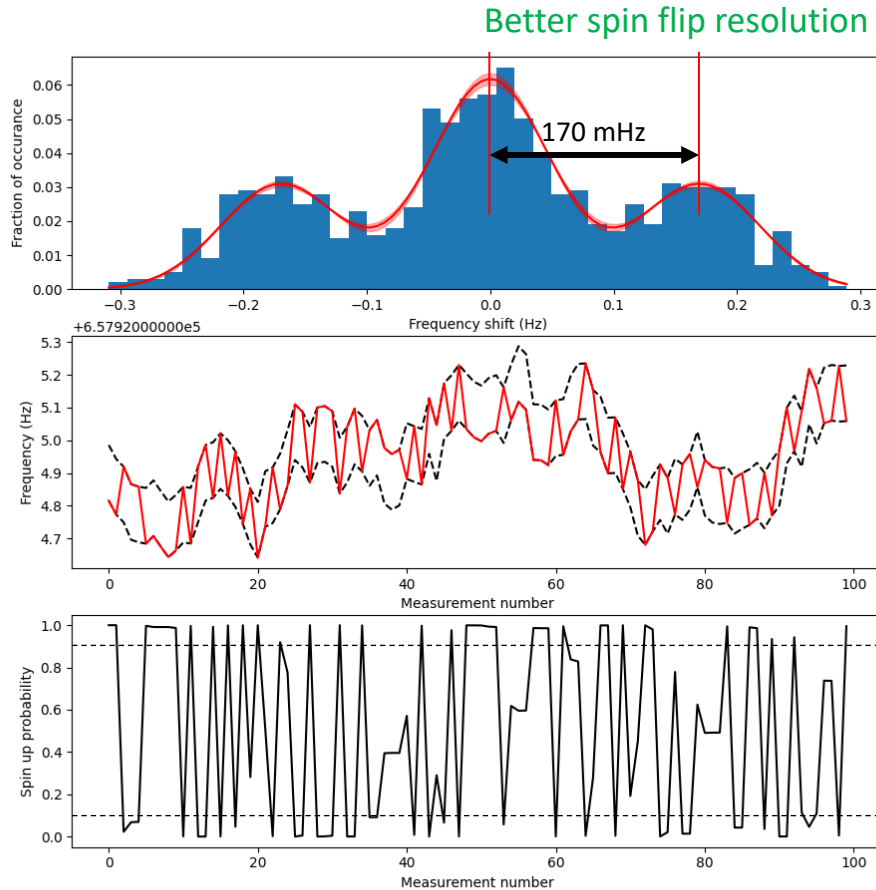 Better spin flip resolution
170 mHz
Fraction of occurance
0.06
0.05
0.04
0.03
0.02
0.01
0.00
−0.3 −0.2 −0.1 0.0 0.1 0.2 0.3
Frequency shift (Hz)
+6.5792000000e5
Frequency (Hz)
5.3
5.2
5.1
5.0
4.9
4.8
4.7
0 20 40 60 80 100
Measurement number
Spin up probability
1.0
0.8
0.6
0.4
0.2
0.0
0 20 40 60 80 100
Measurement number